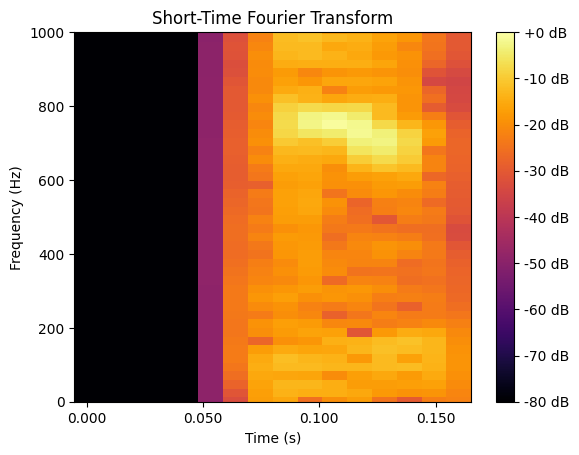 Short-Time Fourier Transform
Frequency (Hz)
1000
800
600
400
200
0
0.000
0.050
0.100
0.150
Time (s)
+0 dB
-10 dB
-20 dB
-30 dB
-40 dB
-50 dB
-60 dB
-70 dB
-80 dB